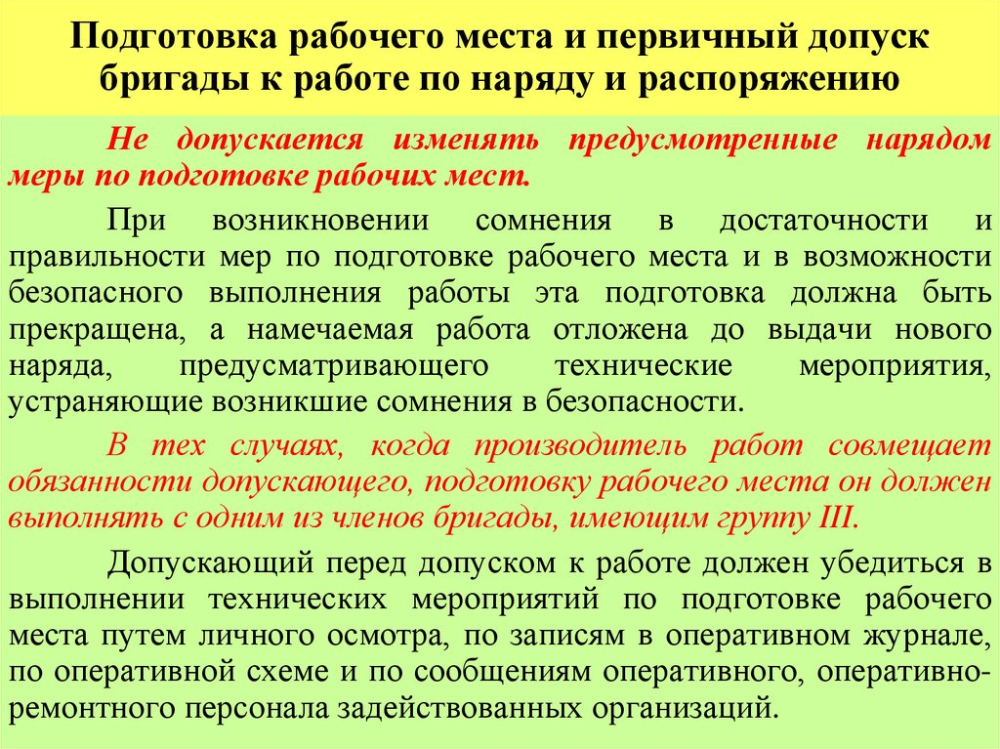 Подготовка рабочего места и первичный допуск
бригады к работе по наряду и распоряжению
Не допускается изменять предусмотренные нарядом
меры по подготовке рабочих мест.
При возникновении сомнения в достаточности и
правильности мер по подготовке рабочего места и в возможности
безопасного выполнения работы эта подготовка должна быть
прекращена, а намечаемая работа отложена до выдачи нового
наряда, предусматривающего технические мероприятия,
устраняющие возникшие сомнения в безопасности.
В тех случаях, когда производитель работ совмещает
обязанности допускающего, подготовку рабочего места он должен
выполнять с одним из членов бригады, имеющим группу III.
Допускающий перед допуском к работе должен убедиться в
выполнении технических мероприятий по подготовке рабочего
места путем личного осмотра, по записям в оперативном журнале,
по оперативной схеме и по сообщениям оперативного, оперативно-
ремонтного персонала задействованных организаций.